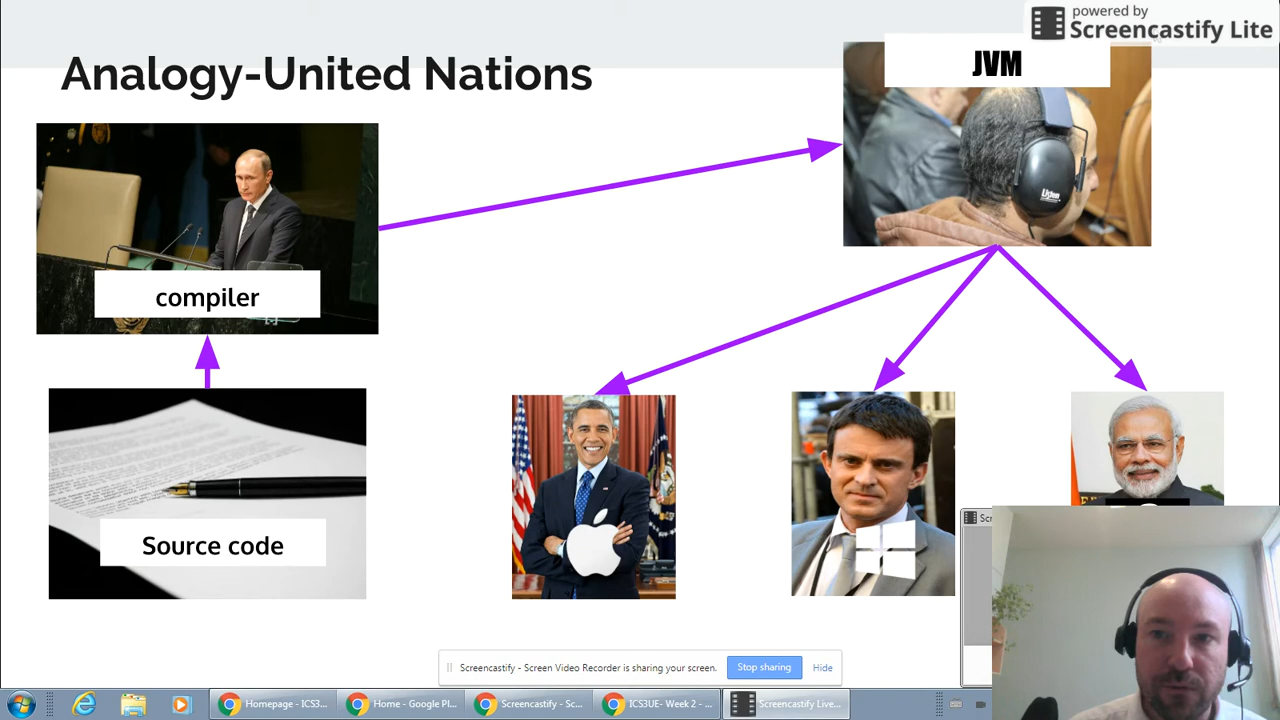 powered by
Screencastify Lite
JVM
Analogy-United Nations
compiler
Source code
Screencastify - Screen Video Recorder is sharing your screen.
Stop sharing
Hide
Homepage - ICS3...
Home - Google Pl...
Screencastify - Sc...
ICS3UE- Week 2 - ...
Screencastify Live...